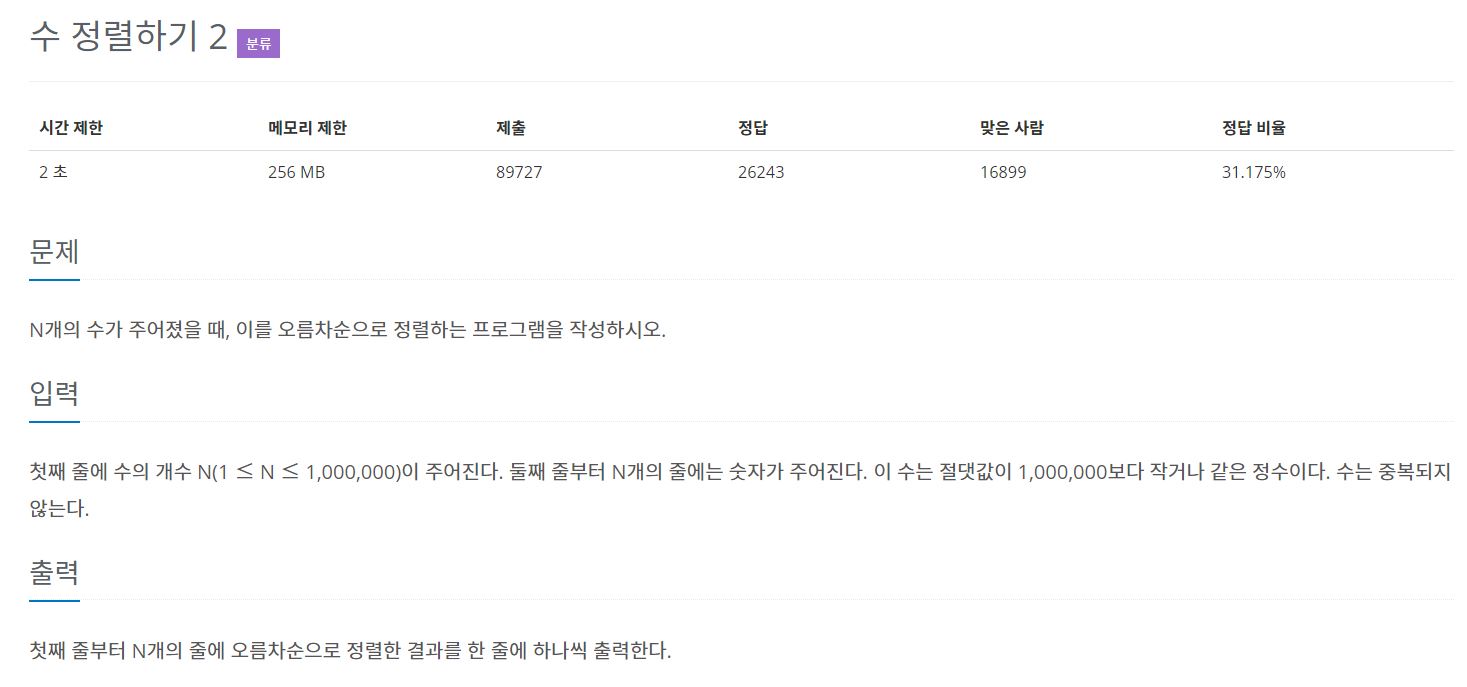 수 정렬하기 2 분류
시간 제한 메모리 제한 제출 정답 맞은 사람 정답 비율
2 초 256 MB 89727 26243 16899 31.175%
문제
N개의 수가 주어졌을 때, 이를 오름차순으로 정렬하는 프로그램을 작성하시오.
입력
첫째 줄에 수의 개수 N(1 ≤ N ≤ 1,000,000)이 주어진다. 둘째 줄부터 N개의 줄에는 숫자가 주어진다. 이 수는 절댓값이 1,000,000보다 작거나 같은 정수이다. 수는 중복되지
않는다.
출력
첫째 줄부터 N개의 줄에 오름차순으로 정렬한 결과를 한 줄에 하나씩 출력한다.